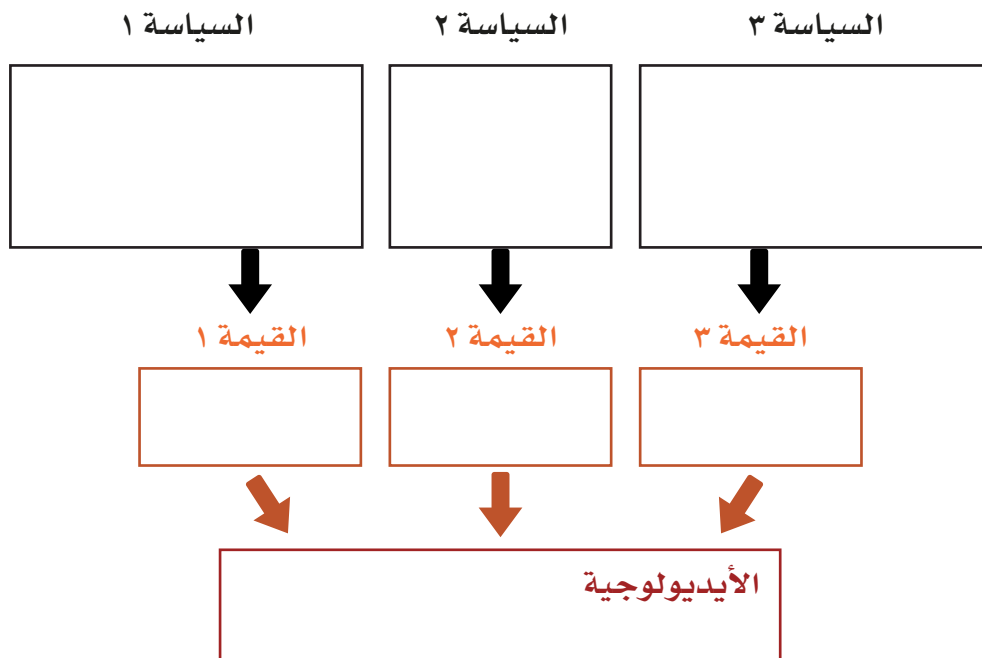 السياسة ١
السياسة ٢
السياسة ٣
القيمة ١
القيمة ٢
القيمة ٣
الأيديولوجية